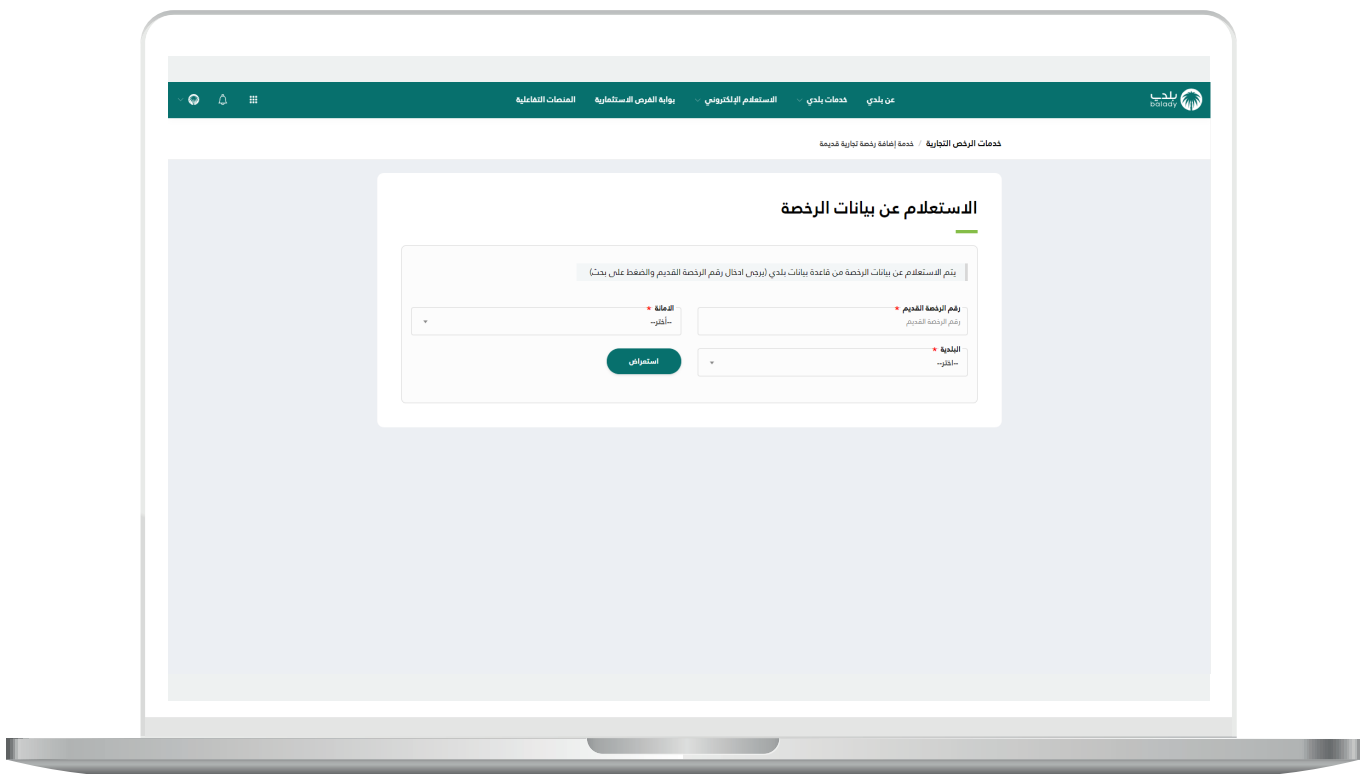 بلدي
balady
عن بلدي خدمات بلدي الاستعلام الإلكتروني بوابة الفرص الاستثمارية المنصات التفاعلية
خدمات الرخص التجارية / خدمة إضافة رخصة تجارية قديمة
الاستعلام عن بيانات الرخصة
يتم الاستعلام عن بيانات الرخصة من قاعدة بيانات بلدي (يرجى ادخال رقم الرخصة القديم والضغط على بحث)
رقم الرخصة القديم *
رقم الرخصة القديم
الامانة *
--أختر--
البلدية *
--اختر--
استعراض